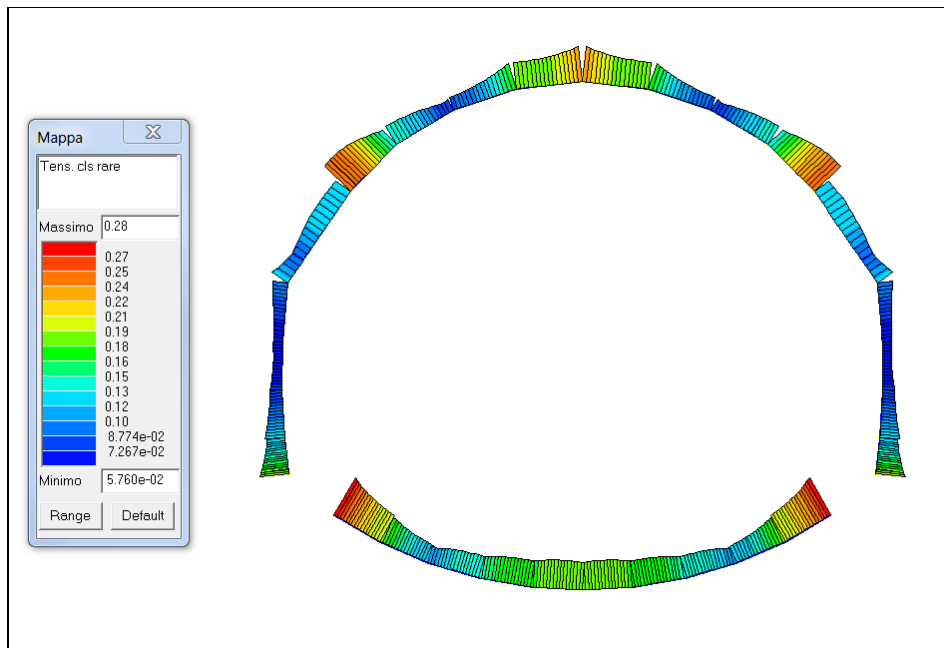 Mappa
Tens. cls rare
Massimo 0.28
0.27
0.25
0.24
0.22
0.21
0.19
0.18
0.16
0.15
0.13
0.12
0.10
8.774e-02
7.267e-02
Minimo 5.760e-02
Range Default